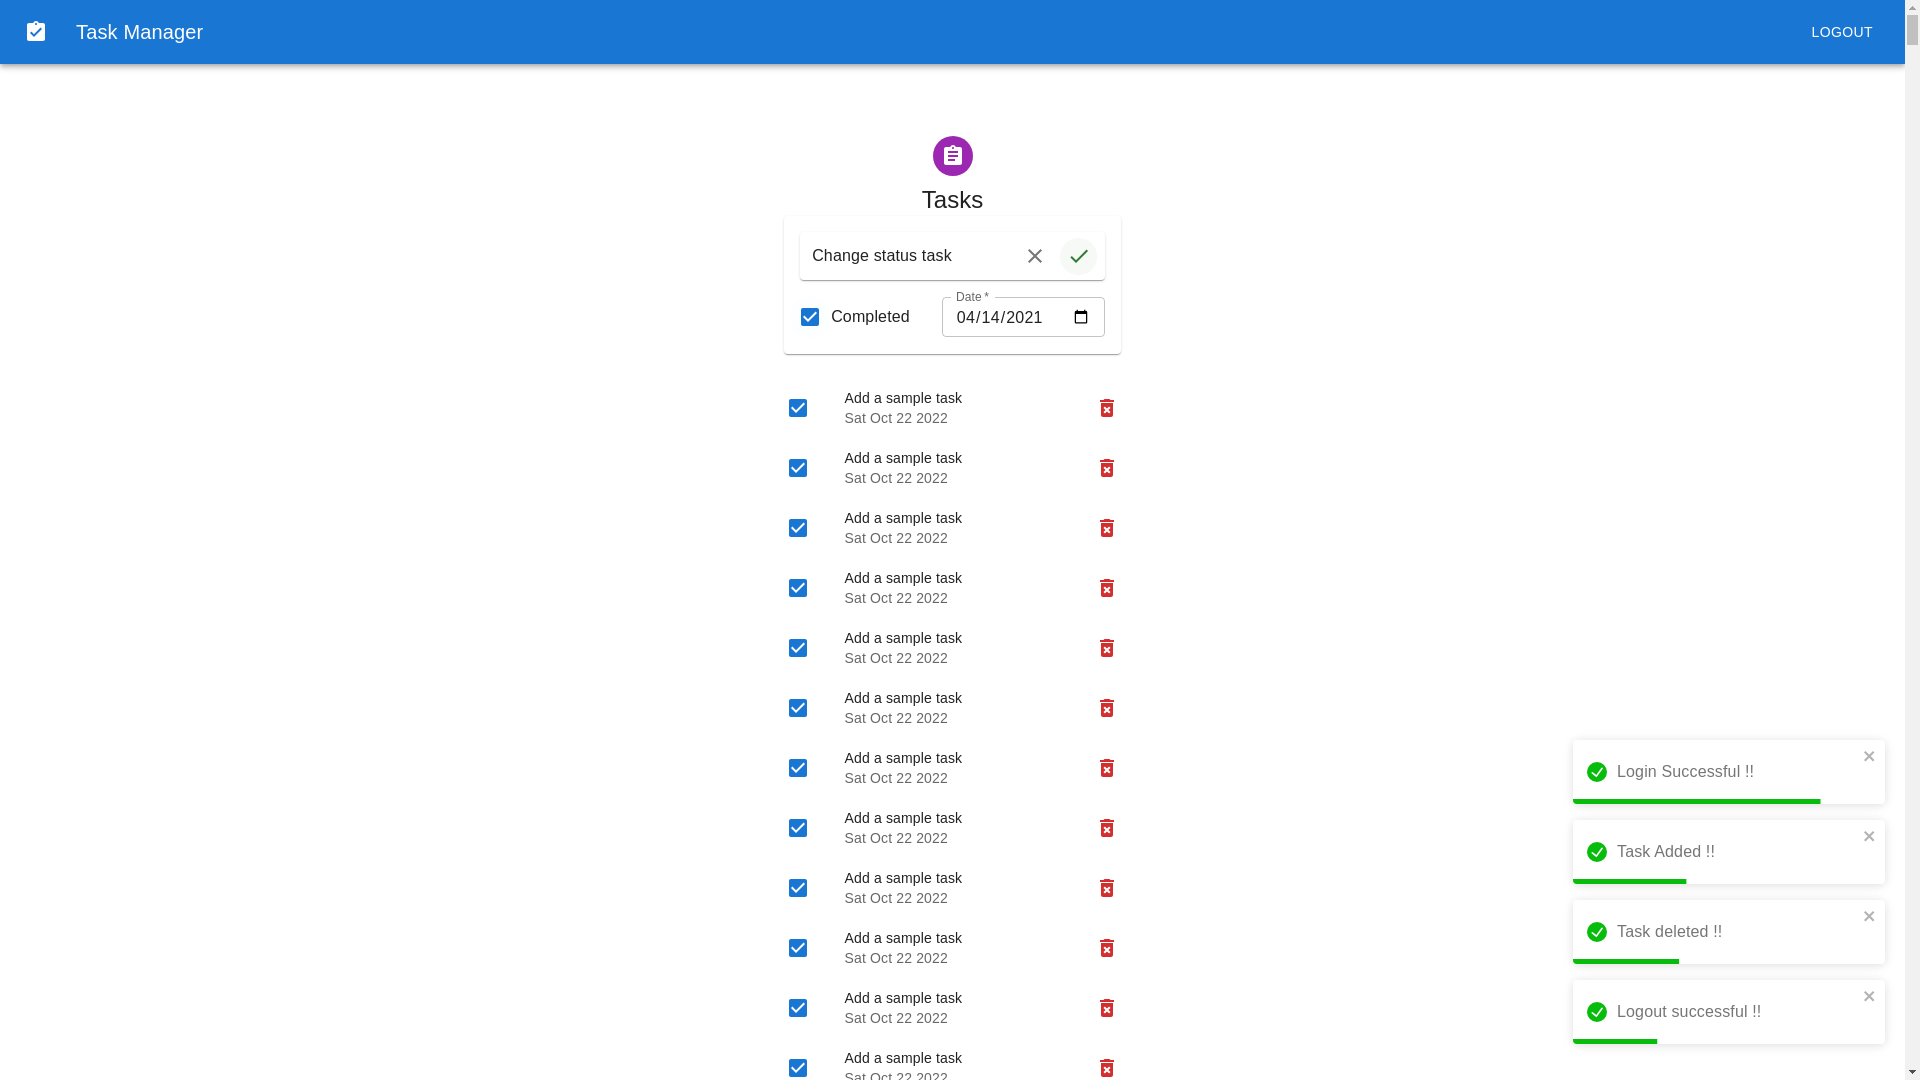 Task Manager
LOGOUT
Tasks
Change status task
Date *
Completed
04/14/2021
Add a sample task
Sat Oct 22 2022
Add a sample task
Sat Oct 22 2022
Add a sample task
Sat Oct 22 2022
Add a sample task
Sat Oct 22 2022
Add a sample task
Sat Oct 22 2022
Add a sample task
Sat Oct 22 2022
Add a sample task
Sat Oct 22 2022
Add a sample task
Sat Oct 22 2022
Add a sample task
Sat Oct 22 2022
Add a sample task
Sat Oct 22 2022
Add a sample task
Sat Oct 22 2022
Add a sample task
Sat Oct 22 2022
Login Successful !!
Task Added !!
Task deleted !!
Logout successful !!